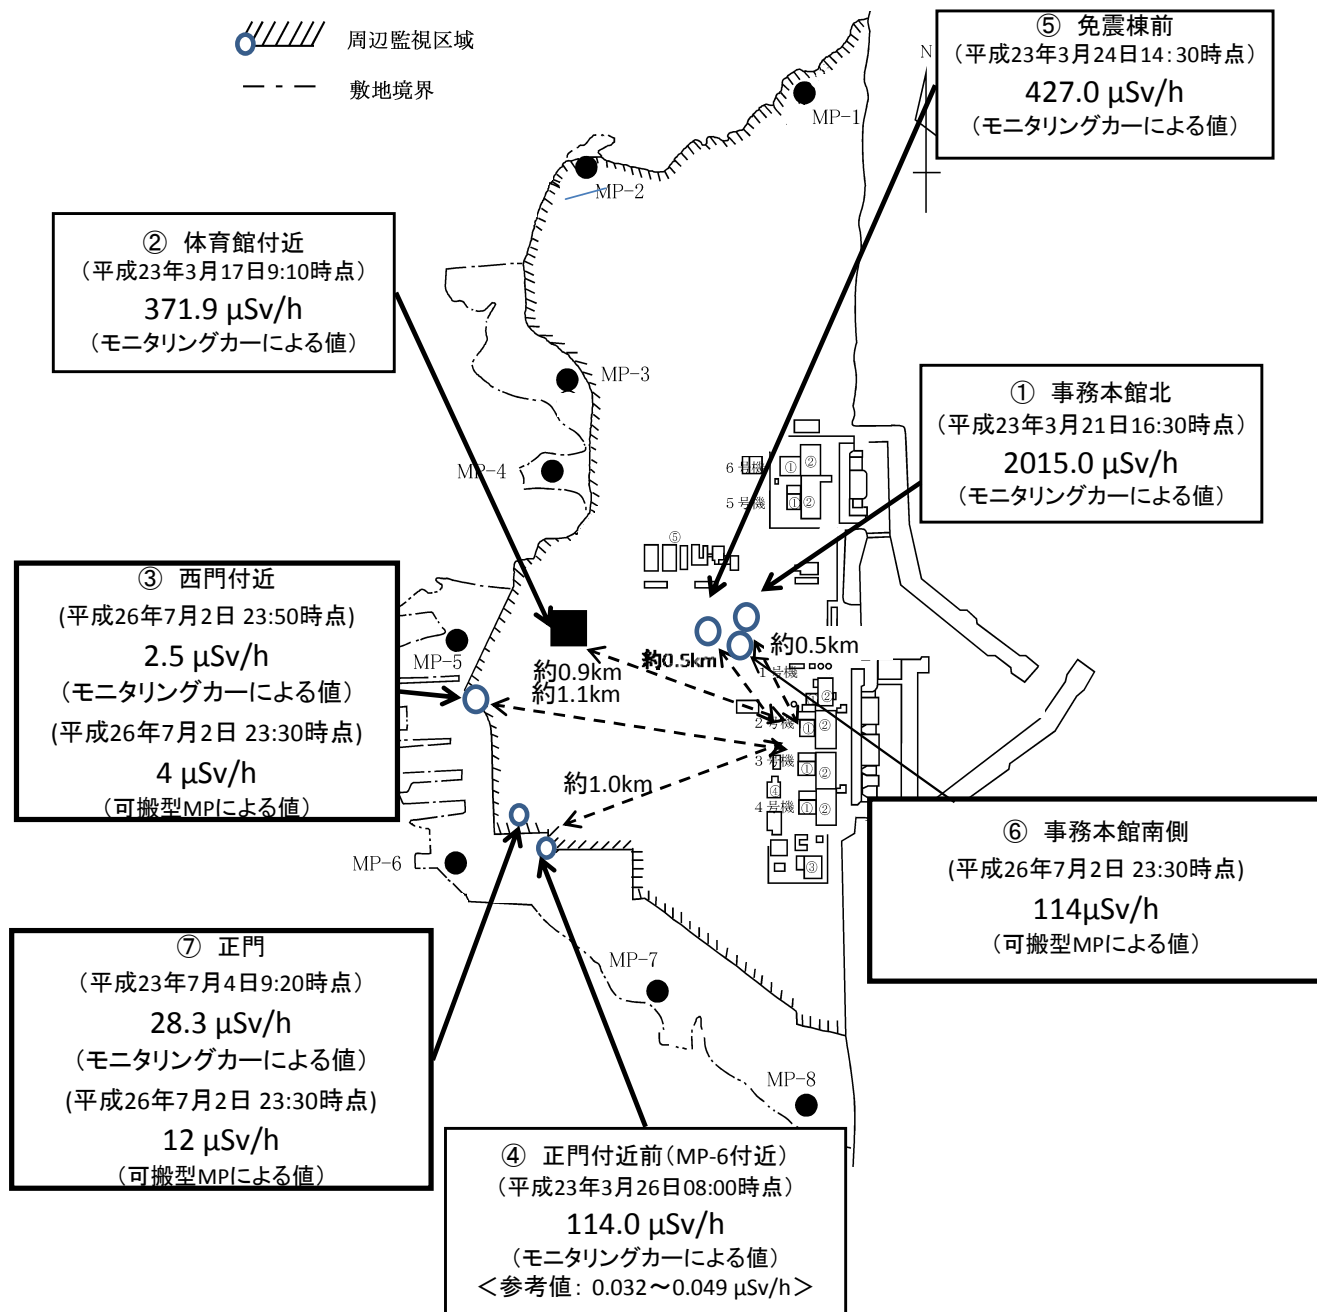 周辺監視区域
敷地境界
⑤ 免震棟前
（平成23年3月24日14:30時点）
427.0 μSv/h
（モニタリングカーによる値）
N
MP-1
MP-2
② 体育館付近
（平成23年3月17日9:10時点）
371.9 μSv/h
（モニタリングカーによる値）
MP-3
① 事務本館北
（平成23年3月21日16:30時点）
2015.0 μSv/h
（モニタリングカーによる値）
MP-4
6号機
①
②
5号機
①
②
⑤
③ 西門付近
(平成26年7月2日 23:50時点)
2.5 μSv/h
（モニタリングカーによる値）
(平成26年7月2日 23:30時点)
4 μSv/h
（可搬型MPによる値）
MP-5
約0.9km
約1.1km
約0.5km
約0.5km
1号機
②
2号機
①
②
3号機
①
②
約1.0km
④
4号機
①
②
③
MP-6
⑥ 事務本館南側
(平成26年7月2日 23:30時点)
114μSv/h
（可搬型MPによる値）
⑦ 正門
（平成23年7月4日9:20時点）
28.3 μSv/h
（モニタリングカーによる値）
(平成26年7月2日 23:30時点)
12 μSv/h
（可搬型MPによる値）
MP-7
MP-8
④ 正門付近前（MP-6付近）
（平成23年3月26日08:00時点）
114.0 μSv/h
（モニタリングカーによる値）
＜参考値: 0.032～0.049 μSv/h＞